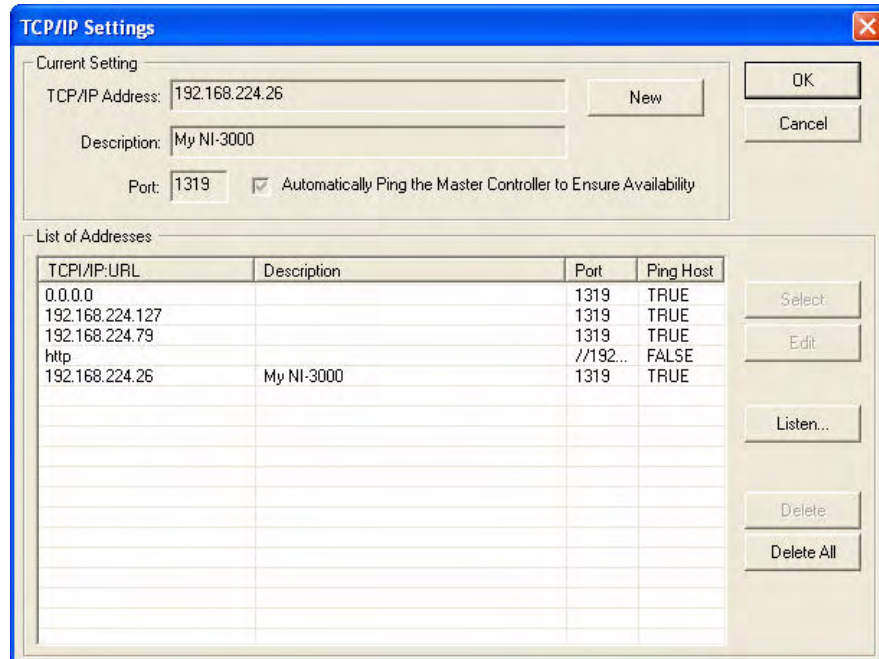 TCP/IP Settings
Current Setting
TCP/IP Address: 192.168.224.26
New
Description: My NI-3000
Port: 1319 Automatically Ping the Master Controller to Ensure Availability
OK
Cancel
List of Addresses
TCPI/IP:URL Description Port Ping Host
0.0.0.0 1319 TRUE
192.168.224.127 1319 TRUE
192.168.224.79 1319 TRUE
http //192... FALSE
192.168.224.26 My NI-3000 1319 TRUE
Select
Edit
Listen...
Delete
Delete All